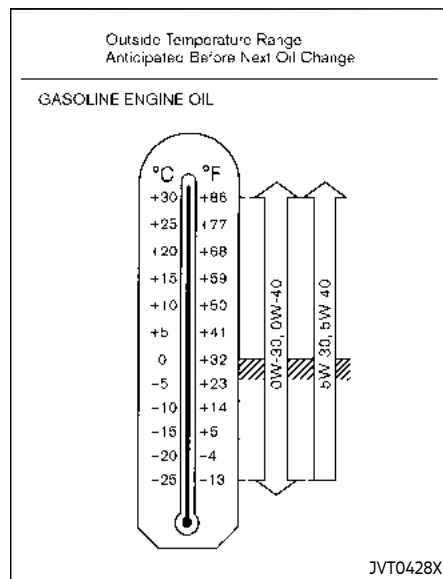 Outside Temperature Range
Anticipated Before Next Oil Change
GASOLINE ENGINE OIL
°C °F
+30 +86
+25 +77
+20 +68
+15 +59
+10 +50
+5 +41
0 +32
-5 +23
-10 +14
-15 +5
-20 -4
-25 -13
0W-30, 0W-40
5W 30, 5W 40
JVT0428X